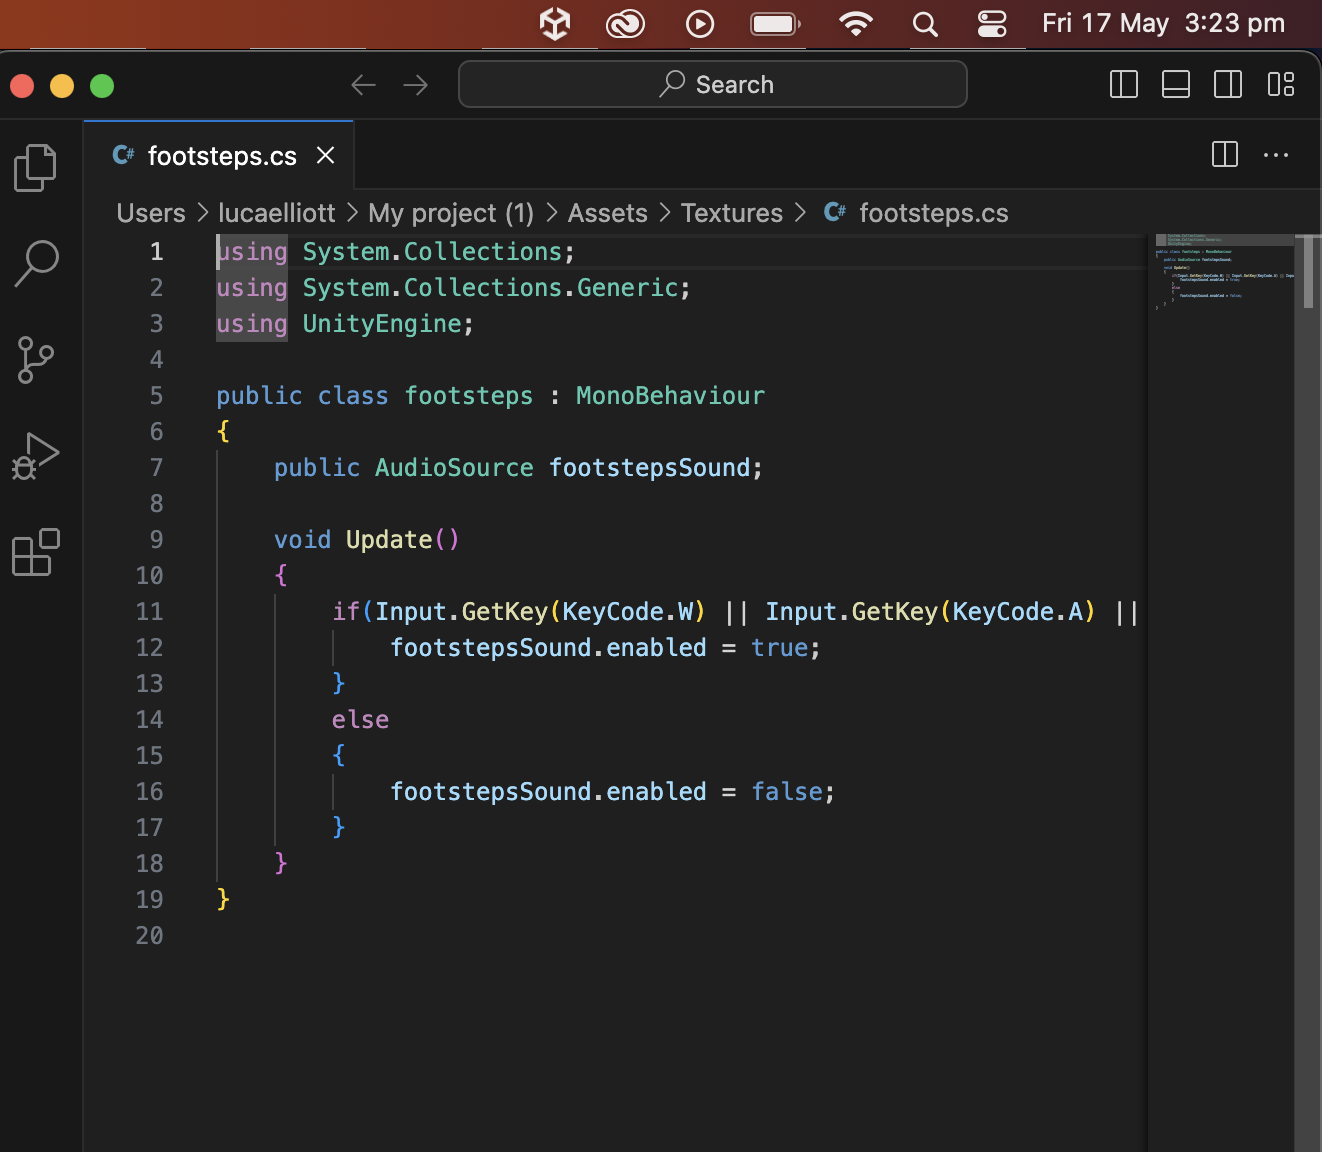 Fri 17 May 3:23 pm
Search
C# footsteps.cs
Users > lucaelliott > My project (1) > Assets > Textures > C# footsteps.cs
1 using System.Collections;
2 using System.Collections.Generic;
3 using UnityEngine;
4
5 public class footsteps : MonoBehaviour
6 {
7 public AudioSource footstepsSound;
8
9 void Update()
10 {
11 if(Input.GetKey(KeyCode.W) || Input.GetKey(KeyCode.A) ||
12 footstepsSound.enabled = true;
13 }
14 else
15 {
16 footstepsSound.enabled = false;
17 }
18 }
19 }
20